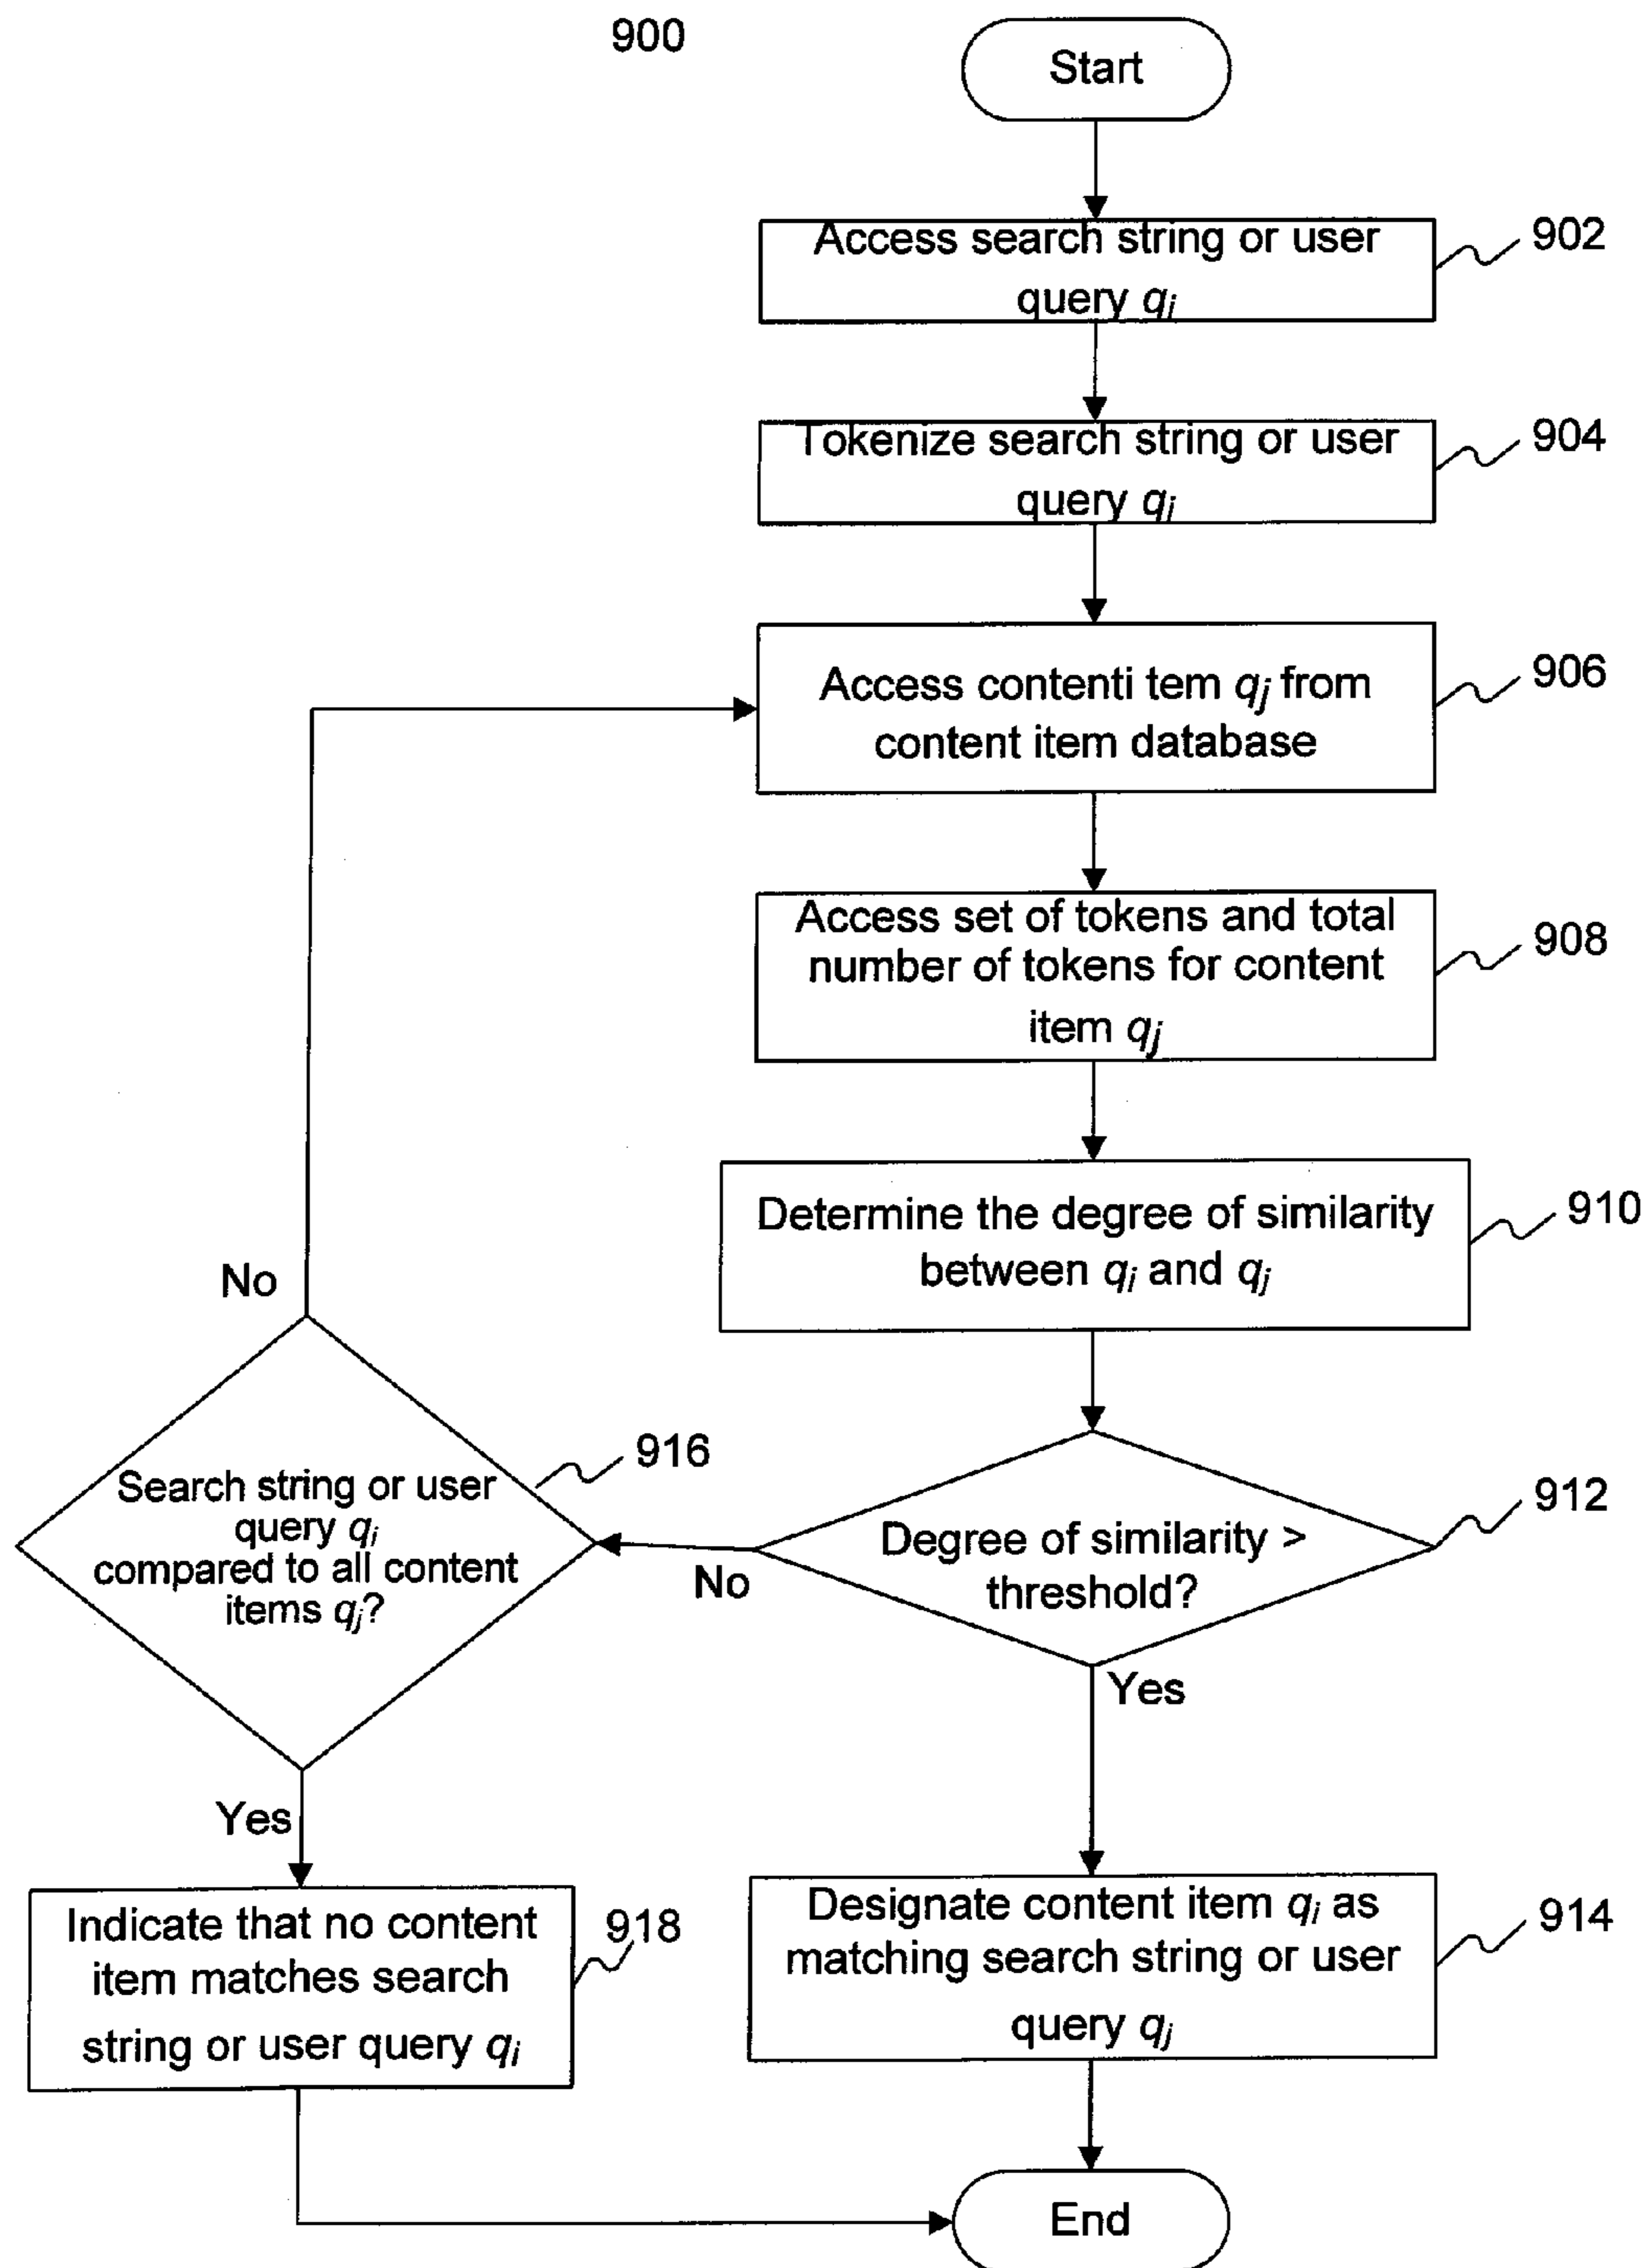 900
Start
Access search string or user
query qi
902
Tokenize search string or user
query qi
904
Access contenti tem qj from
content item database
906
Access set of tokens and total
number of tokens for content
item qj
908
Determine the degree of similarity
between qi and qj
910
No
Search string or user
query qi
compared to all content
items qj?
916
Degree of similarity >
threshold?
912
No
Yes
Yes
Indicate that no content
item matches search
string or user query qi
918
Designate content item qi as
matching search string or user
query qj
914
End